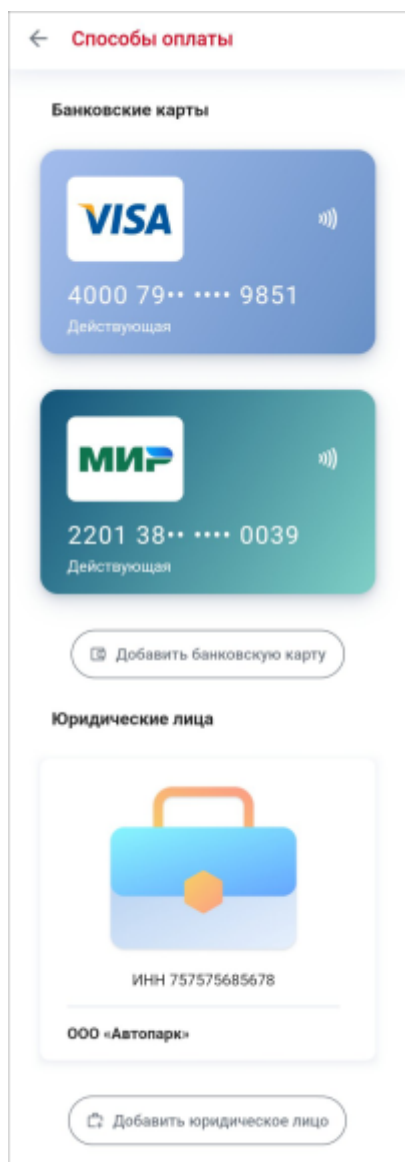 Способы оплаты
Банковские карты
VISA
4000 79•• •••• 9851
Действующая
МИР
2201 38•• •••• 0039
Действующая
Добавить банковскую карту
Юридические лица
ИНН 757575685678
ООО «Автопарк»
Добавить юридическое лицо